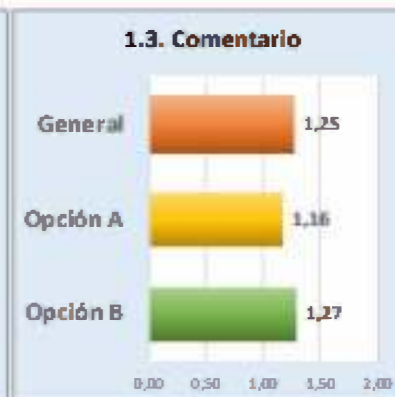 1.3. Comentario
General 1,25
Opción A 1,16
Opción B 1,27
0,00 0,50 1,00 1,50 2,00